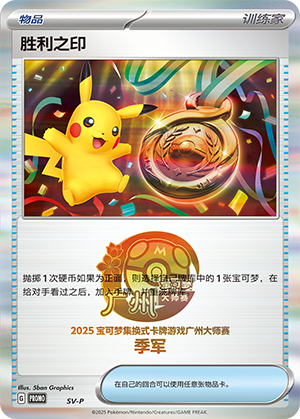 物品
训练家
胜利之印
抛掷1次硬币如果为正面,则选择自己牌库中的1张宝可梦,在
给对手看过之后,加入手牌。并重洗牌库。
广州
大师赛
2025 宝可梦集换式卡牌游戏广州大师赛
季军
Illus. 5ban Graphics
G PROMO SV-P
在自己的回合可以使用任意张物品卡。
©2025 Pokémon/Nintendo/Creatures/GAME FREAK.